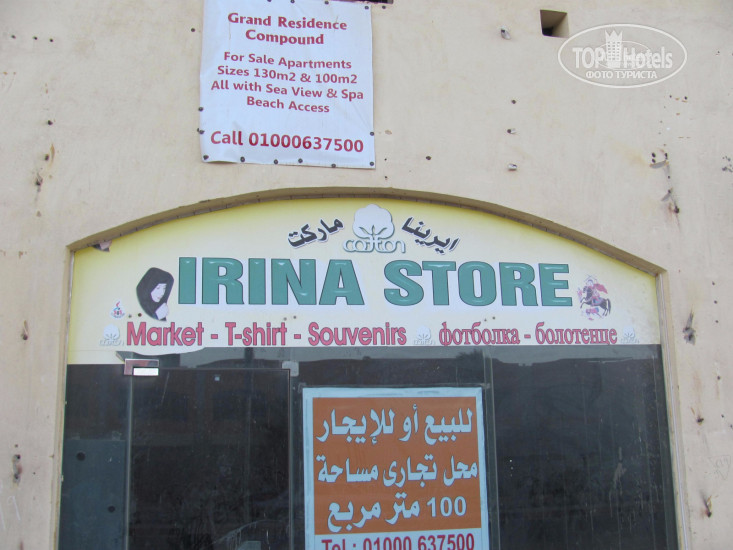 Grand Residence
Compound
For Sale Apartments
Sizes 130m2 & 100m2
All with Sea View & Spa
Beach Access
Call 01000637500
TOP Hotels
ФОТО ТУРИСТА
ايرينا ماركت
cotton
IRINA STORE
Market - T-shirt - Souvenirs фотболка - болотенце
للبيع أو للإيجار
محل تجارى مساحة
100 متر مربع
Tel : 01000 637500